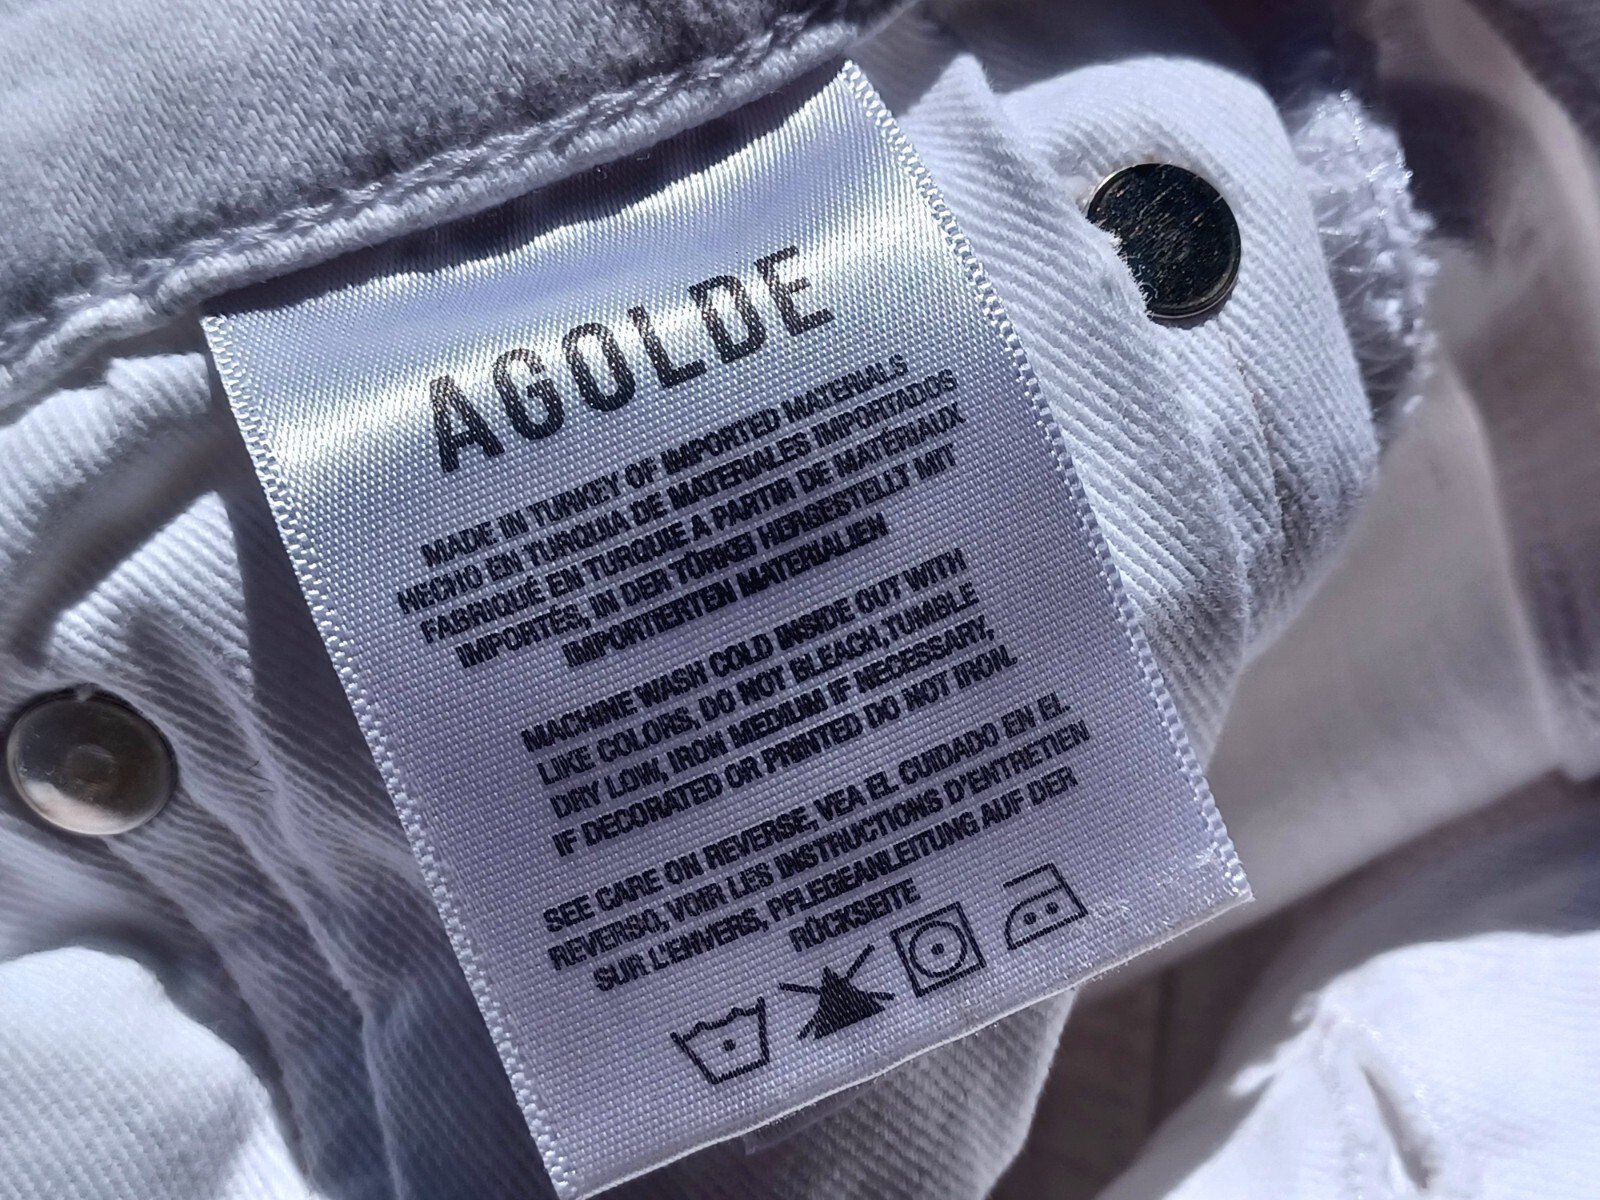 AGOLDE
MADE IN TURKEY OF IMPORTED MATERIALS
HECHO EN TURQUIA DE MATERIALES IMPORTADOS
FABRIQUÉ EN TURQUIE A PARTIR DE MATÉRIAUX
IMPORTÉS, IN DER TÜRKEI HERGESTELLT MIT
IMPORTIERTEN MATERIALIEN
MACHINE WASH COLD INSIDE OUT WITH
LIKE COLORS, DO NOT BLEACH, TUMBLE
DRY LOW, IRON MEDIUM IF NECESSARY,
IF DECORATED OR PRINTED DO NOT IRON.
SEE CARE ON REVERSE, VEA EL CUIDADO EN EL
REVERSO, VOIR LES INSTRUCTIONS D'ENTRETIEN
SUR L'ENVERS, PFLEGEANLEITUNG AUF DER
RÜCKSEITE